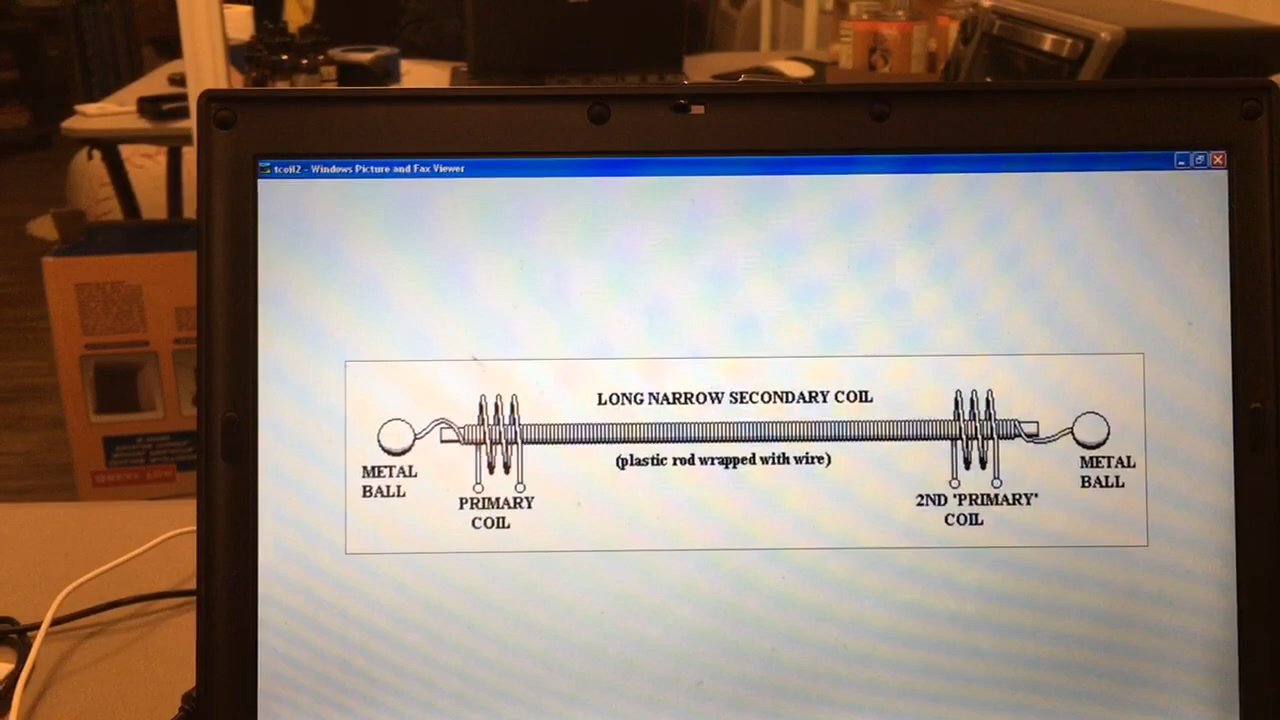 tcoil2 - Windows Picture and Fax Viewer
LONG NARROW SECONDARY COIL
(plastic rod wrapped with wire)
METAL
BALL
PRIMARY
COIL
2ND 'PRIMARY'
COIL
METAL
BALL